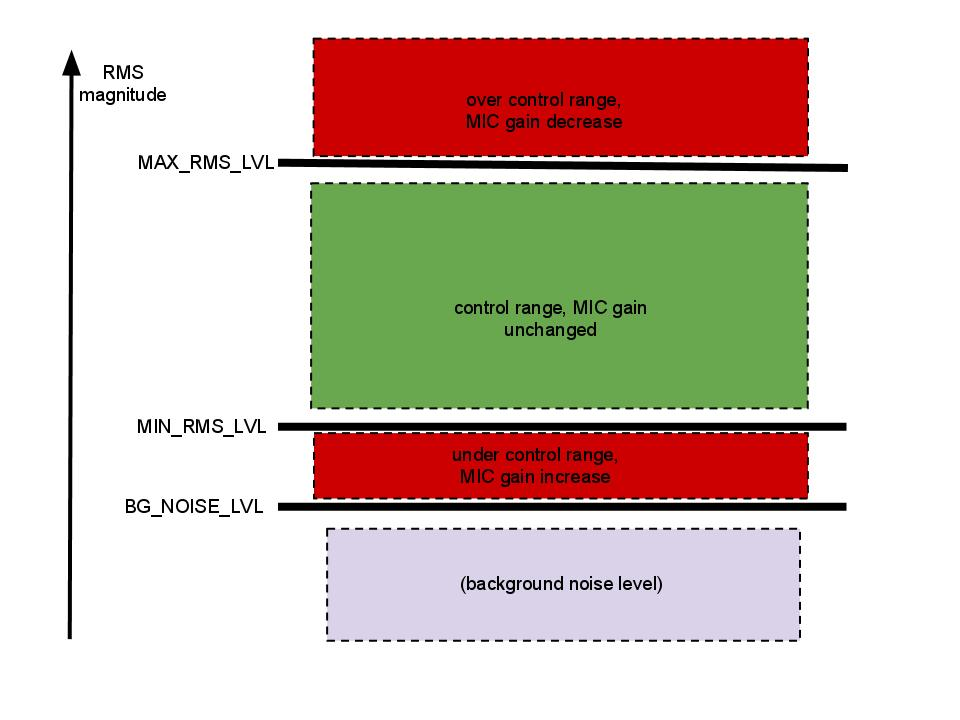 RMS
magnitude
over control range,
MIC gain decrease
MAX_RMS_LVL
control range, MIC gain
unchanged
MIN_RMS_LVL
under control range,
MIC gain increase
BG_NOISE_LVL
(background noise level)